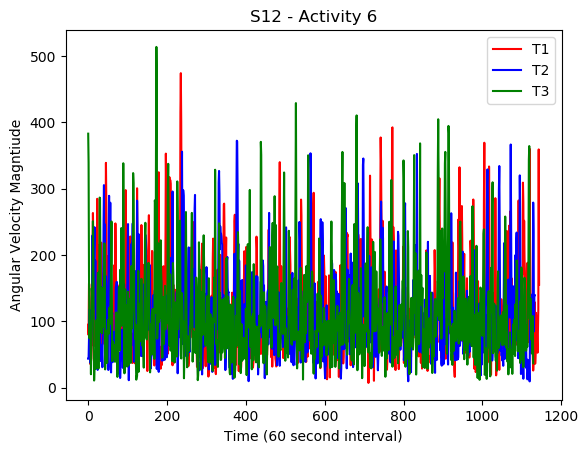 S12 - Activity 6
T1
T2
T3
500
400
300
200
100
0
Angular Velocity Magntiude
0 200 400 600 800 1000 1200
Time (60 second interval)